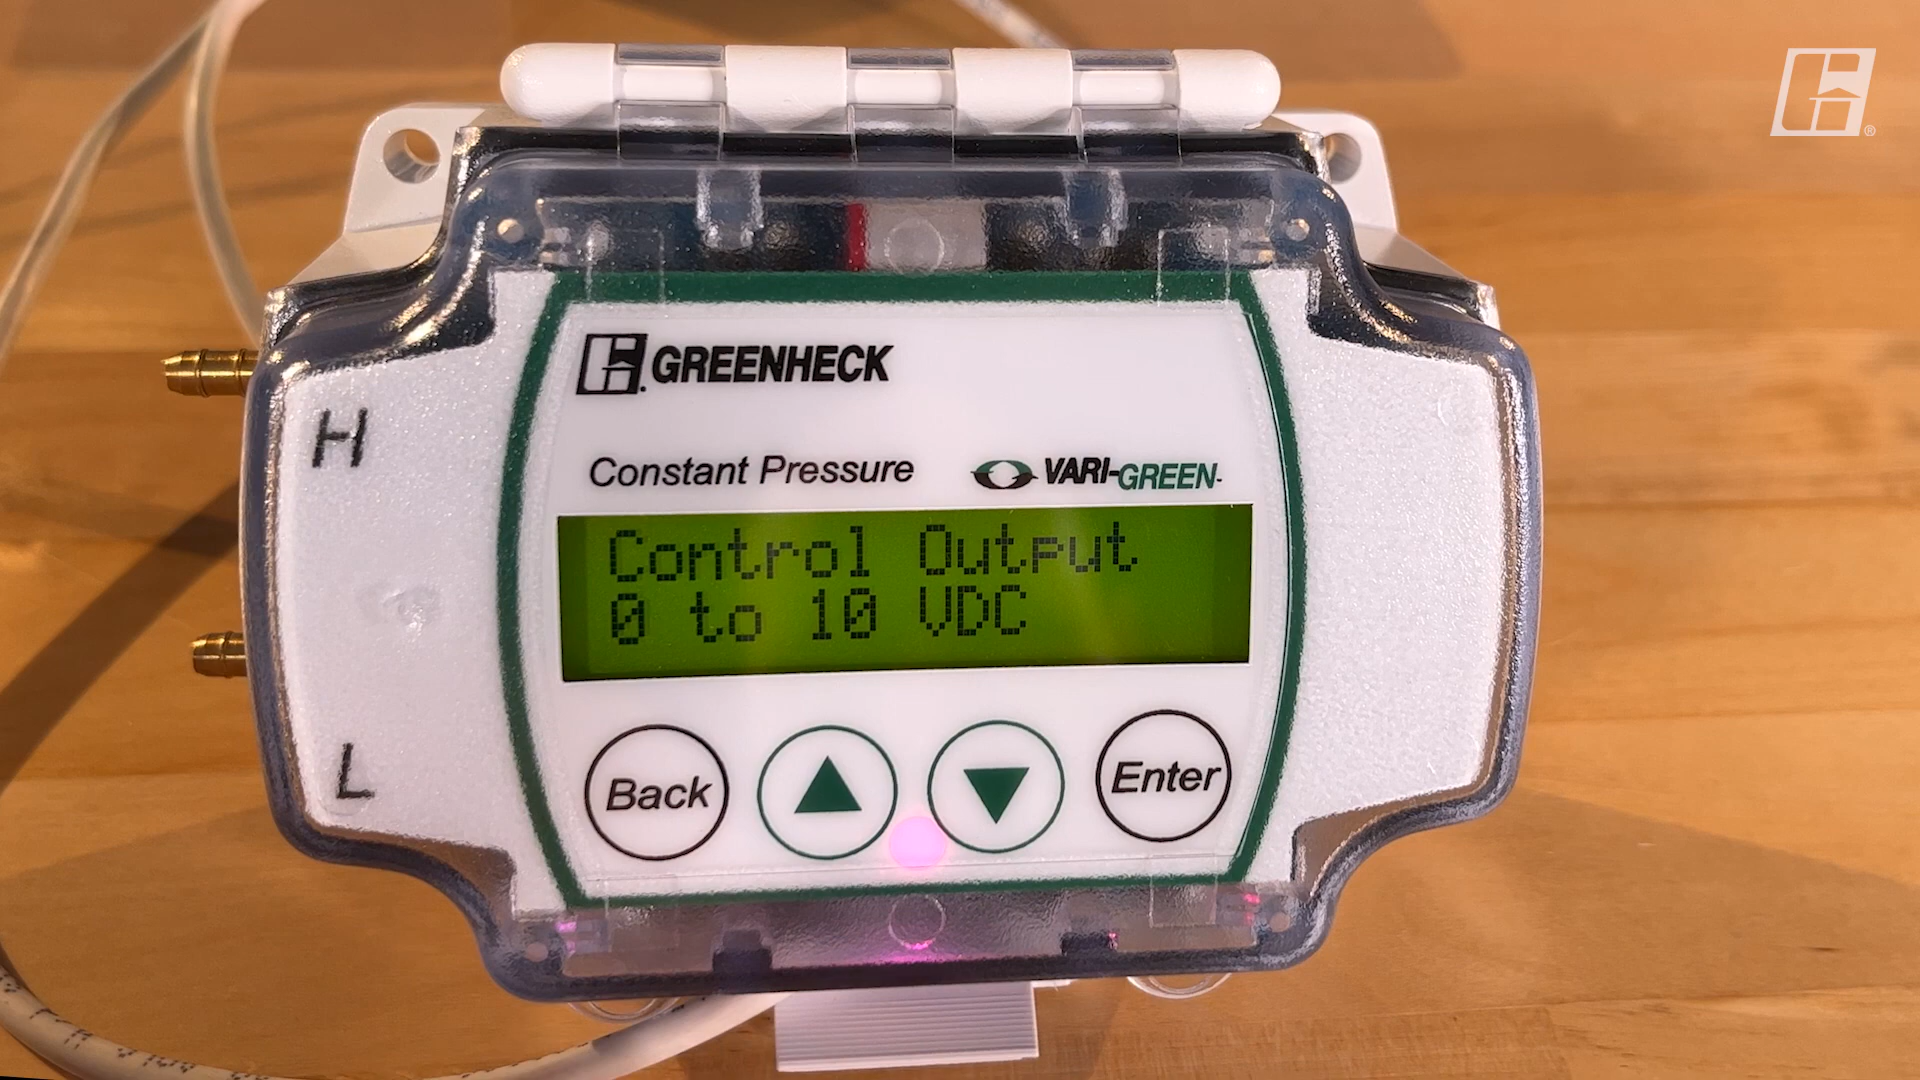 ®
GREENHECK
H
Constant Pressure
VARI-GREEN
Control Output
0 to 10 VDC
L
Back
Enter